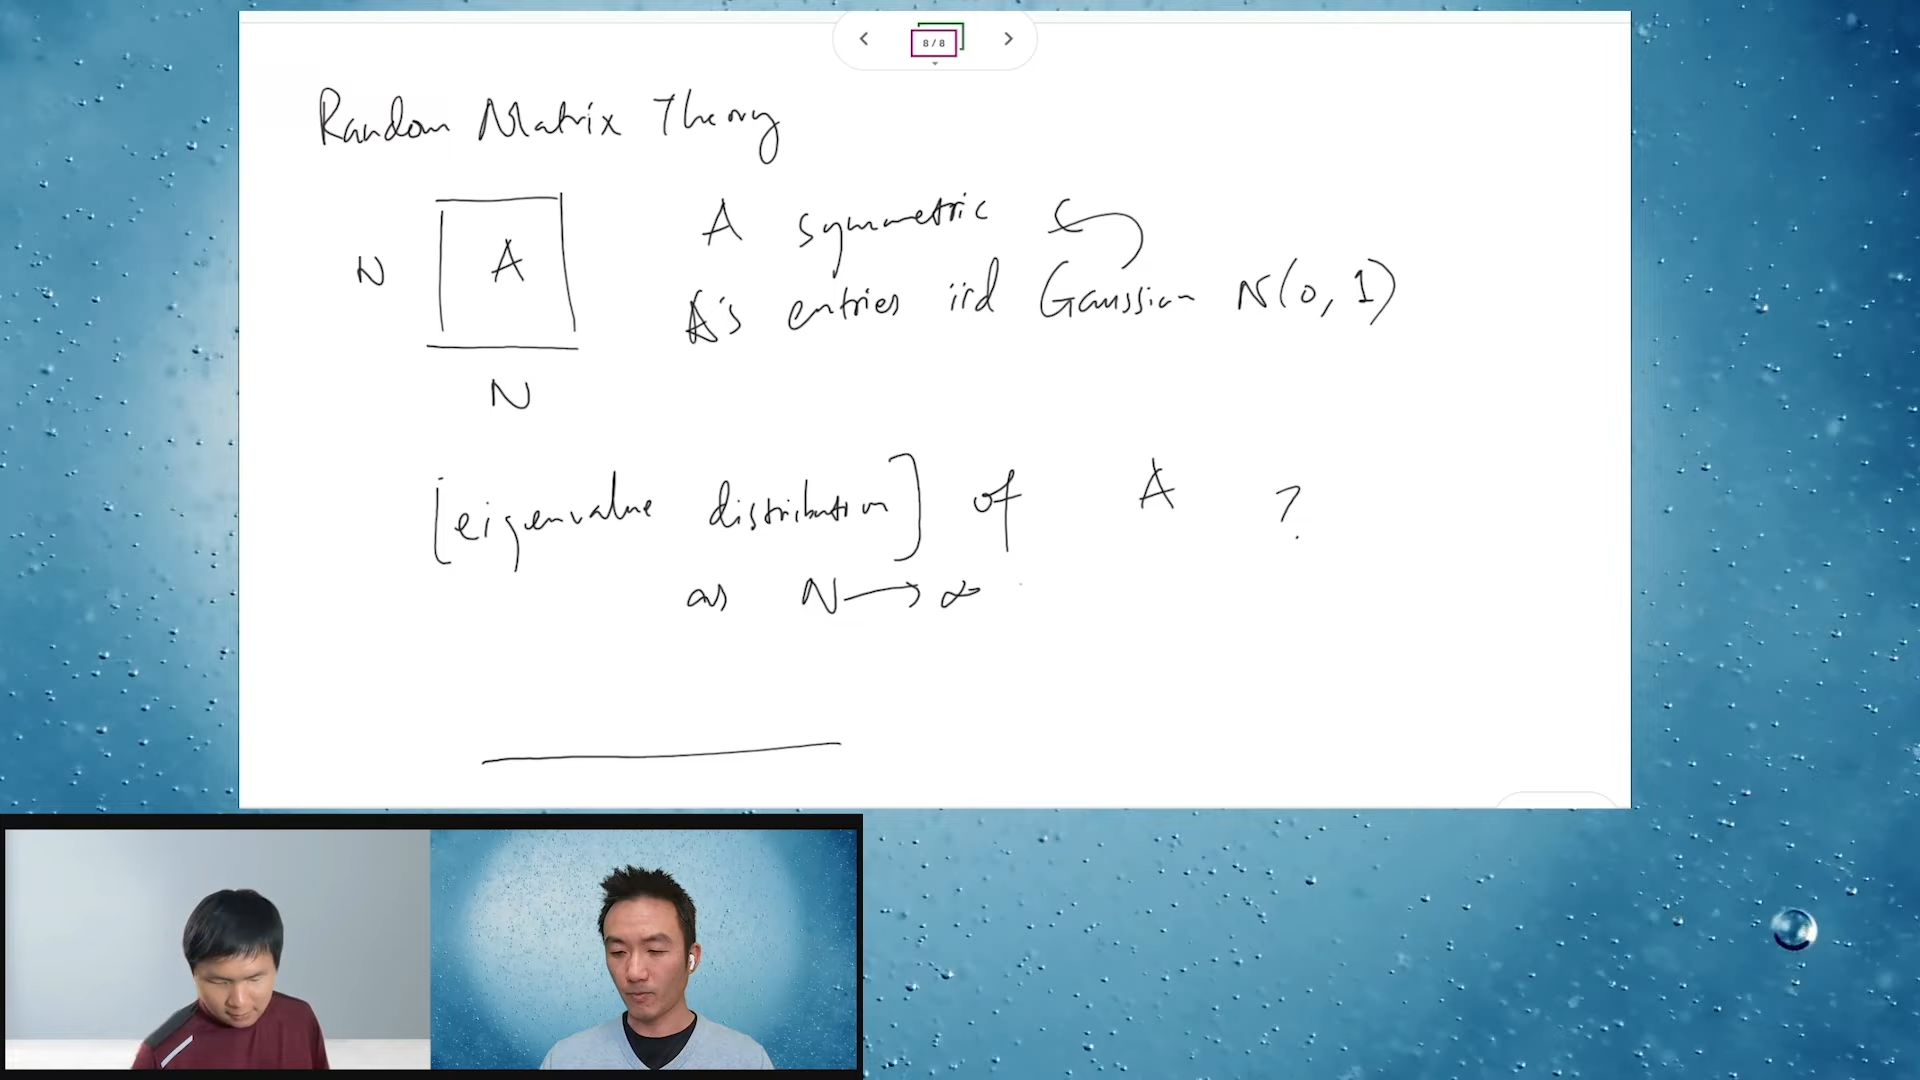 8/8
Random Matrix Theory
A symmetric
N A A's entries iid Gaussian N(0, 1)
N
[eigenvalue distribution] of A ?
as N → ∞